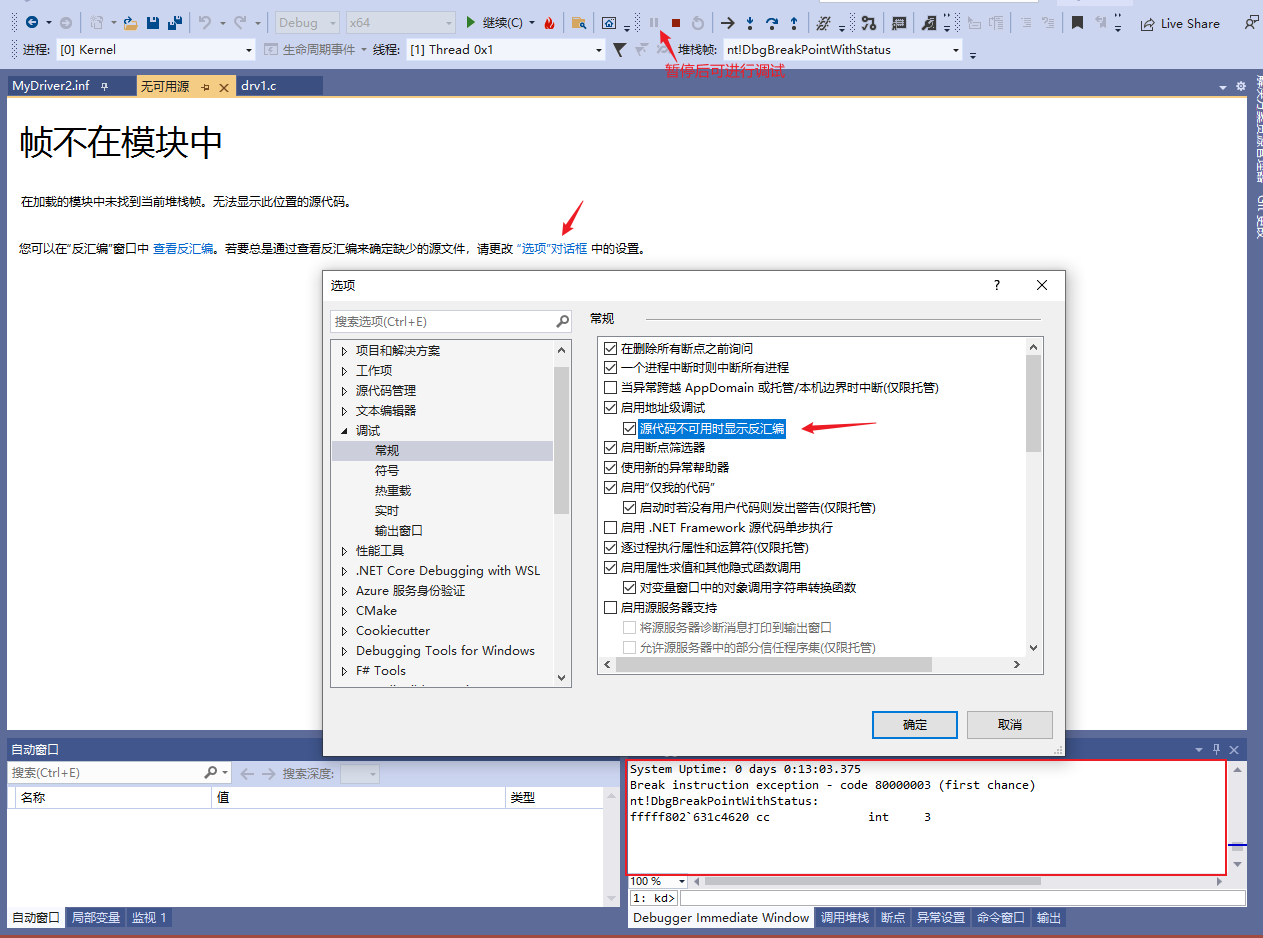 Debug
x64
继续(C)
Live Share
进程:
[0] Kernel
生命周期事件
线程:
[1] Thread 0x1
堆栈帧:
nt!DbgBreakPointWithStatus
暂停后可进行调试
MyDriver2.inf
无可用源
drv1.c
帧不在模块中
在加载的模块中未找到当前堆栈帧。无法显示此位置的源代码。
您可以在“反汇编”窗口中 查看反汇编。若要总是通过查看反汇编来确定缺少的源文件，请更改 “选项”对话框 中的设置。
选项
?
搜索选项(Ctrl+E)
项目和解决方案
工作项
源代码管理
文本编辑器
调试
常规
符号
热重载
实时
输出窗口
性能工具
.NET Core Debugging with WSL
Azure 服务身份验证
CMake
Cookiecutter
Debugging Tools for Windows
F# Tools
常规
在删除所有断点之前询问
一个进程中断时则中断所有进程
当异常跨越 AppDomain 或托管/本机边界时中断(仅限托管)
启用地址级调试
源代码不可用时显示反汇编
启用断点筛选器
使用新的异常帮助器
启用“仅我的代码”
启动时若没有用户代码则发出警告(仅限托管)
启用 .NET Framework 源代码单步执行
逐过程执行属性和运算符(仅限托管)
启用属性求值和其他隐式函数调用
对变量窗口中的对象调用字符串转换函数
启用源服务器支持
将源服务器诊断消息打印到输出窗口
允许源服务器中的部分信任程序集(仅限托管)
确定
取消
自动窗口
搜索(Ctrl+E)
搜索深度:
名称
值
类型
自动窗口
局部变量
监视 1
System Uptime: 0 days 0:13:03.375
Break instruction exception - code 80000003 (first chance)
nt!DbgBreakPointWithStatus:
fffff802`631c4620 cc int 3
100 %
1: kd>
Debugger Immediate Window
调用堆栈
断点
异常设置
命令窗口
输出